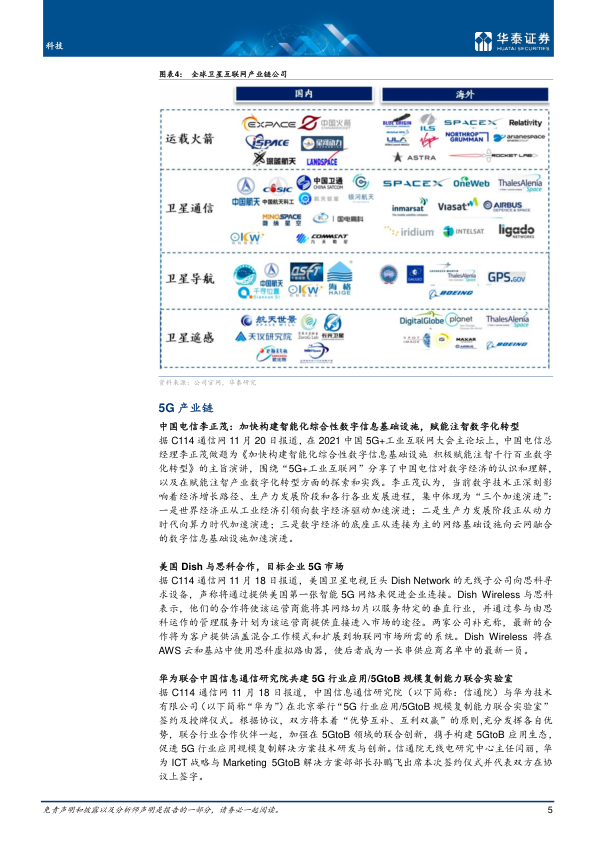 科技
华泰证券
HUATAI SECURITIES
图表4： 全球卫星互联网产业链公司
国内
海外
运载火箭
EXPACE
中国火箭
iSPACE
星河动力
LANDSPACE
BLUE ORIGIN
ILS
SPACEX
Relativity
ULA
Virgin
NORTHROP GRUMMAN
arianespace
ASTRA
ROCKET LAB
卫星通信
中国航天
CASIC
中国航天科工
中国卫通
CHINA SATCOM
银河航天
MINOSPACE
微纳星空
国电高科
COMMSAT
九天微星
SPACEX
OneWeb
ThalesAlenia
Space
inmarsat
Viasat
AIRBUS
DEFENCE & SPACE
iridium
INTELSAT
ligado
NETWORKS
卫星导航
中国航天
千寻位置
Qianxun SI
海格
HAIGE
ThalesAlenia
Space
GPS.GOV
BOEING
卫星遥感
航天世景
SPACE WILL
天仪研究院
长光卫星
DigitalGlobe
planet.
ThalesAlenia
Space
MAXAR
AIRBUS
BOEING
资料来源：公司官网，华泰研究
5G 产业链
中国电信李正茂：加快构建智能化综合性数字信息基础设施，赋能注智数字化转型
据 C114 通信网 11 月 20 日报道，在 2021 中国 5G+工业互联网大会主论坛上，中国电信总
经理李正茂做题为《加快构建智能化综合性数字信息基础设施 积极赋能注智千行百业数字
化转型》的主旨演讲，围绕“5G+工业互联网”分享了中国电信对数字经济的认识和理解，
以及在赋能注智产业数字化转型方面的探索和实践。李正茂认为，当前数字技术正深刻影
响着经济增长路径、生产力发展阶段和各行各业发展进程，集中体现为“三个加速演进”：
一是世界经济正从工业经济引领向数字经济驱动加速演进；二是生产力发展阶段正从动力
时代向算力时代加速演进；三是数字经济的底座正从连接为主的网络基础设施向云网融合
的数字信息基础设施加速演进。
美国 Dish 与思科合作，目标企业 5G 市场
据 C114 通信网 11 月 18 日报道，美国卫星电视巨头 Dish Network 的无线子公司向思科寻
求设备，声称将通过提供美国第一张智能 5G 网络来促进企业连接。Dish Wireless 与思科
表示，他们的合作将使该运营商能将其网络切片以服务特定的垂直行业，并通过参与由思
科运作的管理服务计划为该运营商提供直接进入市场的途径。两家公司补充称，最新的合
作将为客户提供涵盖混合工作模式和扩展到物联网市场所需的系统。Dish Wireless 将在
AWS 云和基站中使用思科虚拟路由器，使后者成为一长串供应商名单中的最新一员。
华为联合中国信息通信研究院共建 5G 行业应用/5GtoB 规模复制能力联合实验室
据 C114 通信网 11 月 18 日报道，中国信息通信研究院（以下简称：信通院）与华为技术
有限公司（以下简称“华为”）在北京举行“5G 行业应用/5GtoB 规模复制能力联合实验室”
签约及授牌仪式。根据协议，双方将本着“优势互补、互利双赢”的原则,充分发挥各自优
势，联合行业合作伙伴一起，加强在 5GtoB 领域的联合创新，携手构建 5GtoB 应用生态，
促进 5G 行业应用规模复制解决方案技术研发与创新。信通院无线电研究中心主任闫丽，华
为 ICT 战略与 Marketing 5GtoB 解决方案部部长孙鹏飞出席本次签约仪式并代表双方在协
议上签字。
免责声明和披露以及分析师声明是报告的一部分，请务必一起阅读。
5